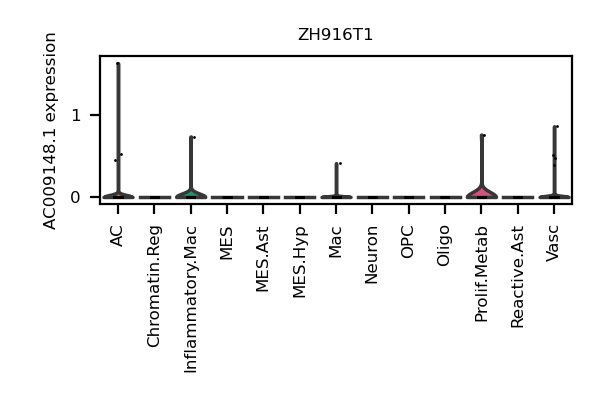 ZH916T1
AC009148.1 expression
1
0
AC
Chromatin.Reg
Inflammatory.Mac
MES
MES.Ast
MES.Hyp
Mac
Neuron
OPC
Oligo
Prolif.Metab
Reactive.Ast
Vasc